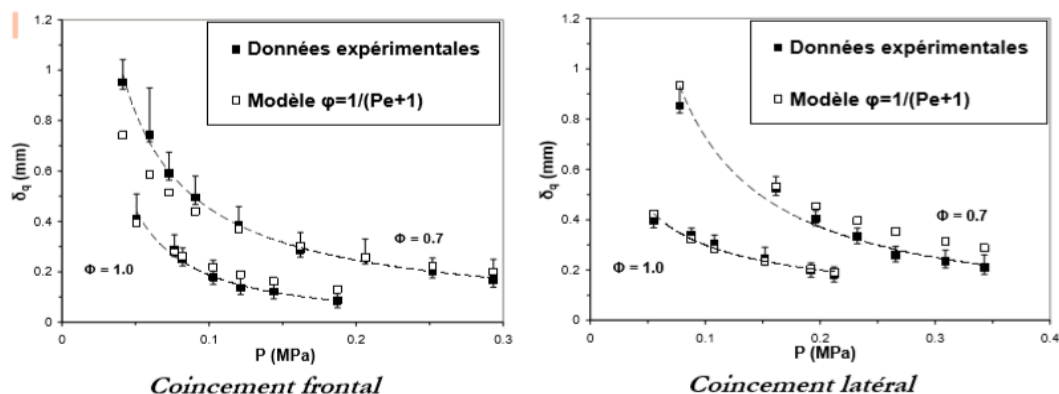 1.2
1
0.8
0.6
0.4
0.2
0
δq (mm)
■ Données expérimentales
□ Modèle φ=1/(Pe+1)
Φ = 0.7
Φ = 1.0
0 0.1 0.2 0.3
P (MPa)
Coincement frontal
1.2
1
0.8
0.6
0.4
0.2
0
δq (mm)
■ Données expérimentales
□ Modèle φ=1/(Pe+1)
Φ = 0.7
Φ = 1.0
0 0.1 0.2 0.3 0.4
P (MPa)
Coincement latéral